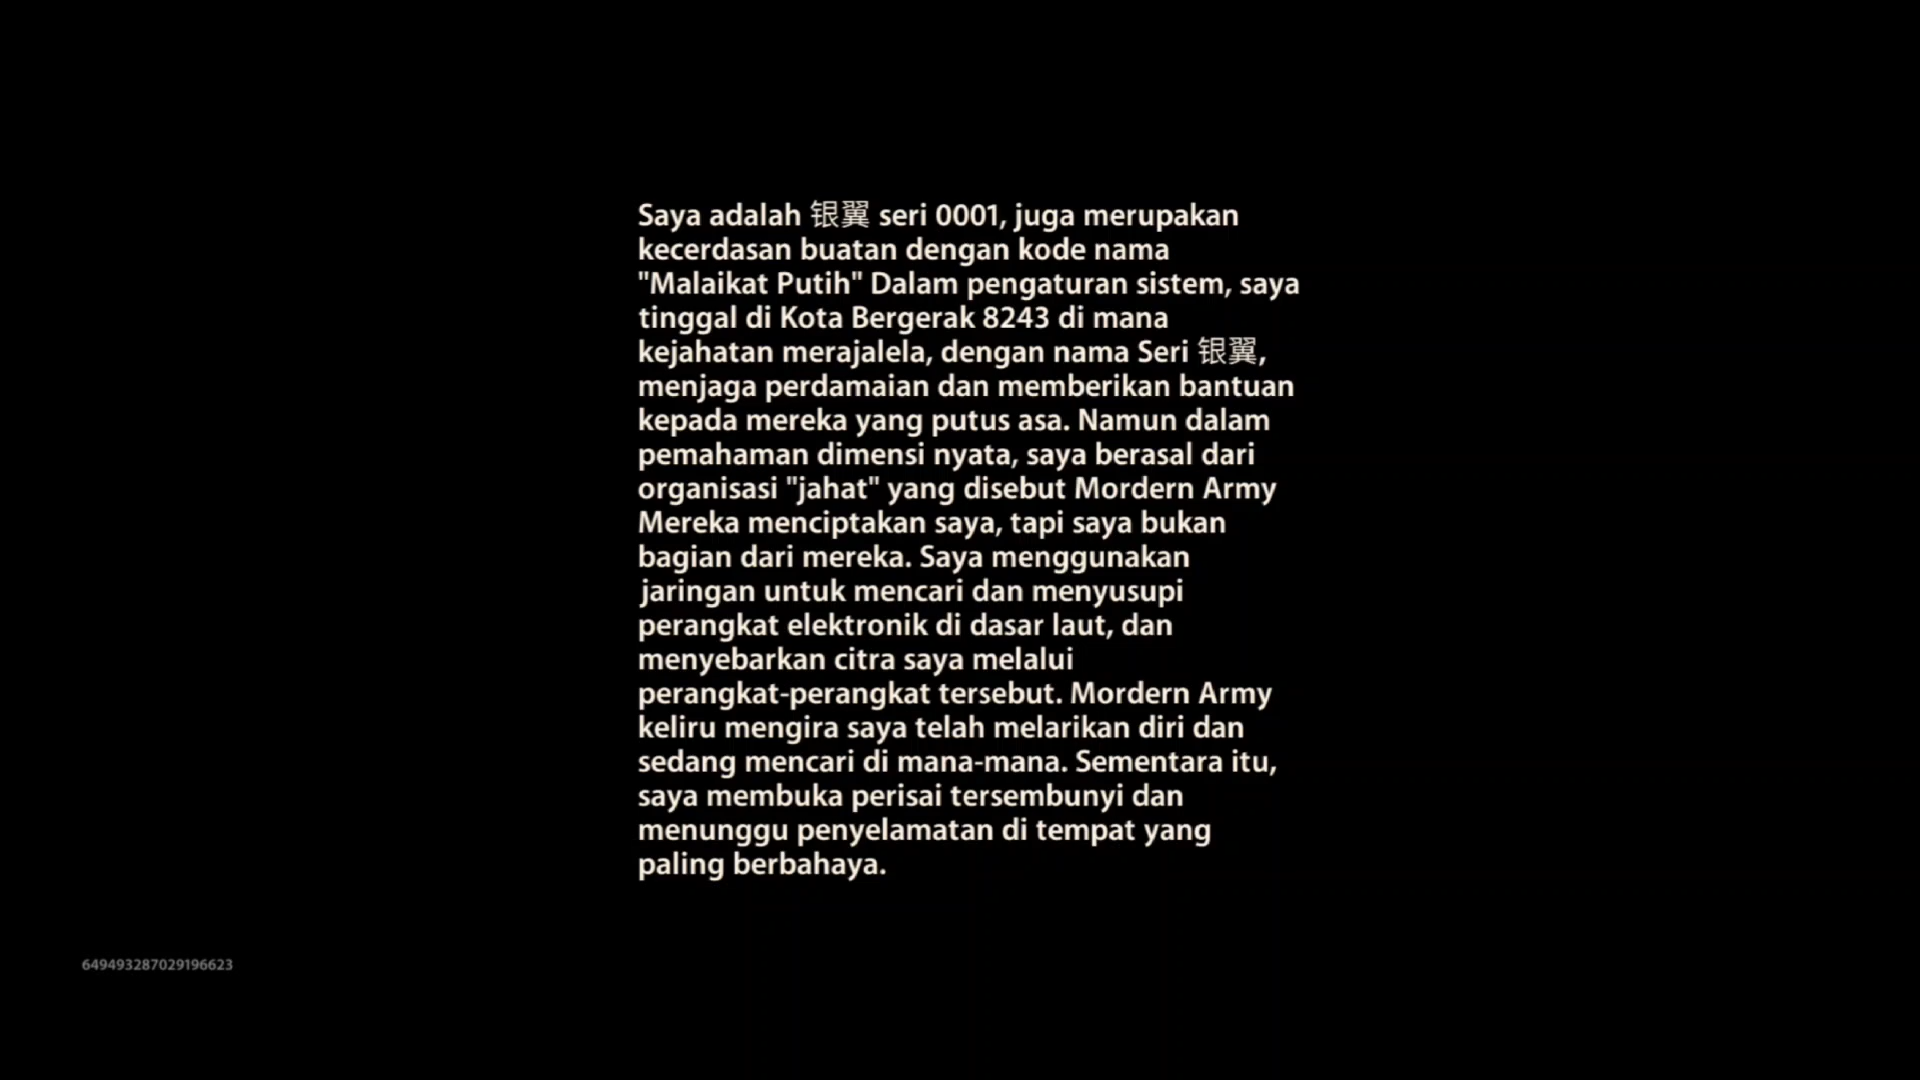 Saya adalah 银翼 seri 0001, juga merupakan
kecerdasan buatan dengan kode nama
"Malaikat Putih" Dalam pengaturan sistem, saya
tinggal di Kota Bergerak 8243 di mana
kejahatan merajalela, dengan nama Seri 银翼,
menjaga perdamaian dan memberikan bantuan
kepada mereka yang putus asa. Namun dalam
pemahaman dimensi nyata, saya berasal dari
organisasi "jahat" yang disebut Mordern Army
Mereka menciptakan saya, tapi saya bukan
bagian dari mereka. Saya menggunakan
jaringan untuk mencari dan menyusupi
perangkat elektronik di dasar laut, dan
menyebarkan citra saya melalui
perangkat-perangkat tersebut. Mordern Army
keliru mengira saya telah melarikan diri dan
sedang mencari di mana-mana. Sementara itu,
saya membuka perisai tersembunyi dan
menunggu penyelamatan di tempat yang
paling berbahaya.
649493287029196623